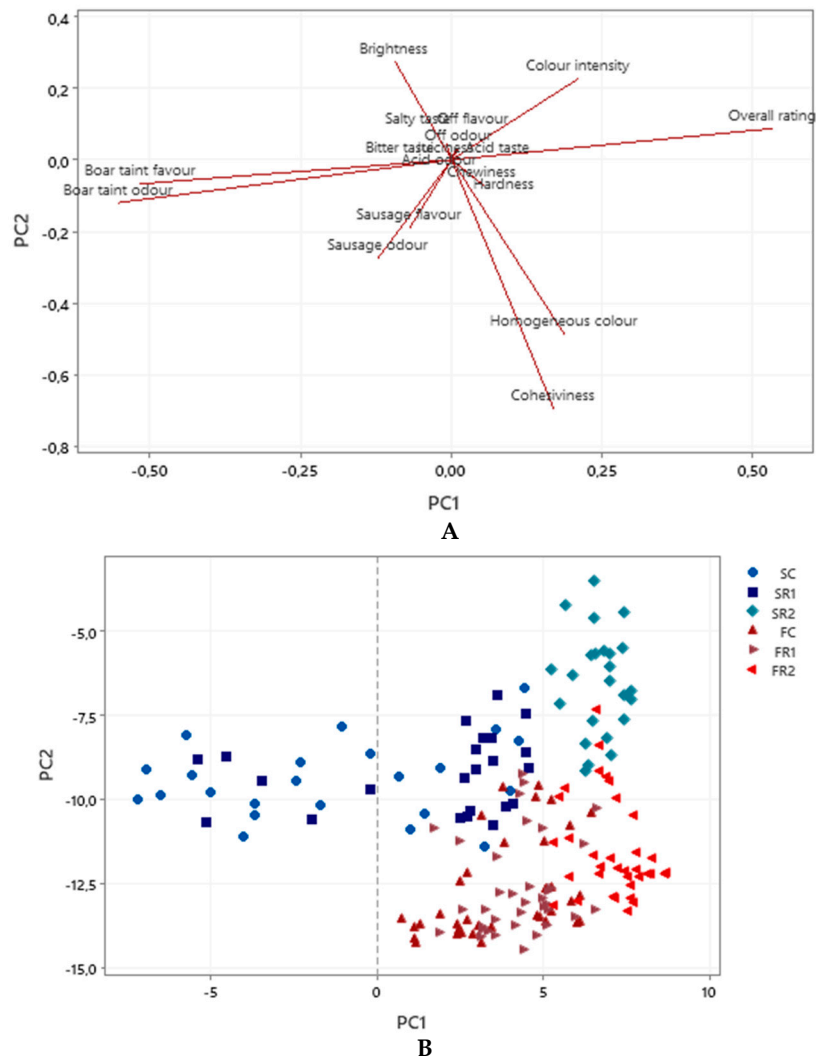 0,4
0,2
0,0
-0,2
-0,4
-0,6
-0,8
PC2
Brightness
Colour intensity
Overall rating
Salty taste
Off flavour
Off odour
Bitter taste
Juiciness
Acid taste
Acid odour
Chewiness
Hardness
Boar taint favour
Boar taint odour
Sausage flavour
Sausage odour
Homogeneous colour
Cohesiviness
-0,50
-0,25
0,00
0,25
0,50
PC1
A
SC
SR1
SR2
FC
FR1
FR2
-5,0
-7,5
-10,0
-12,5
-15,0
PC2
-5
0
5
10
PC1
B